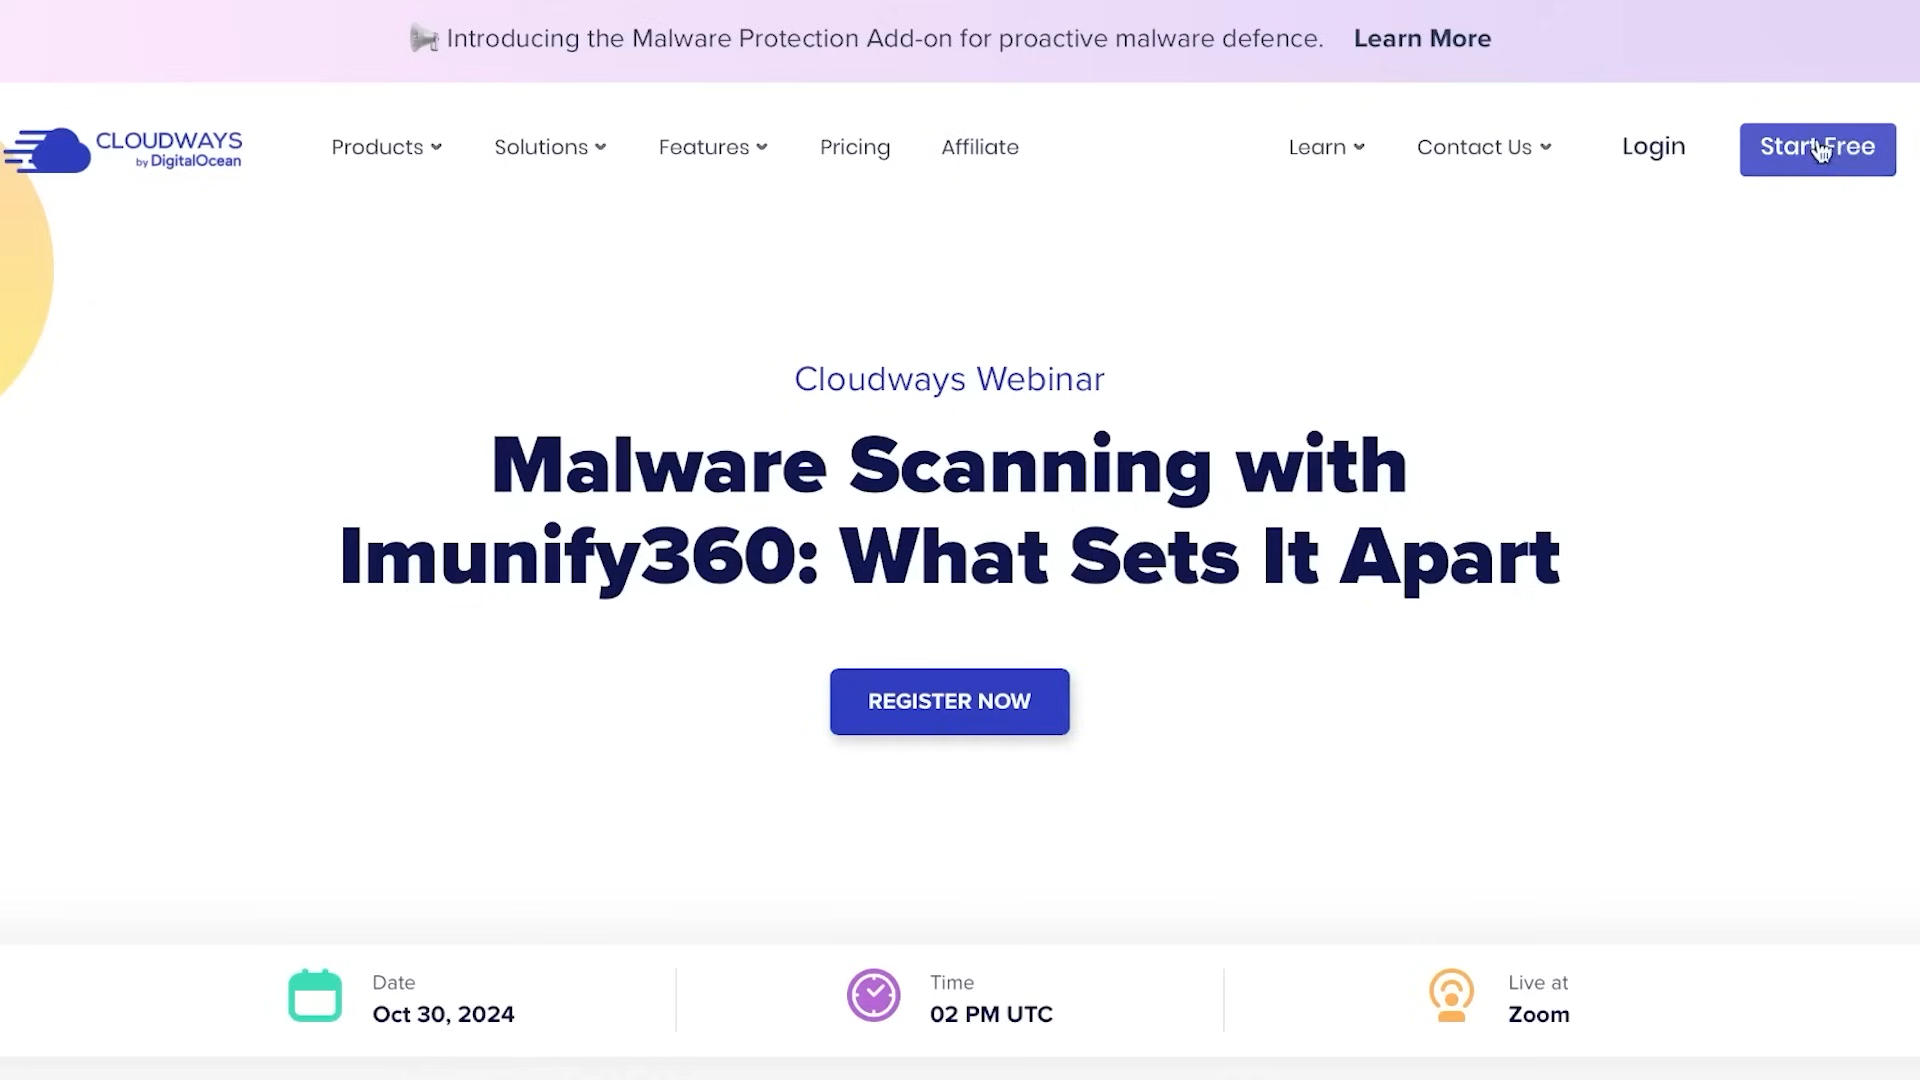 Introducing the Malware Protection Add-on for proactive malware defence. Learn More
CLOUDWAYS
by DigitalOcean
Products
Solutions
Features
Pricing
Affiliate
Learn
Contact Us
Login
Start Free
Cloudways Webinar
Malware Scanning with
Imunify360: What Sets It Apart
REGISTER NOW
Date
Oct 30, 2024
Time
02 PM UTC
Live at
Zoom